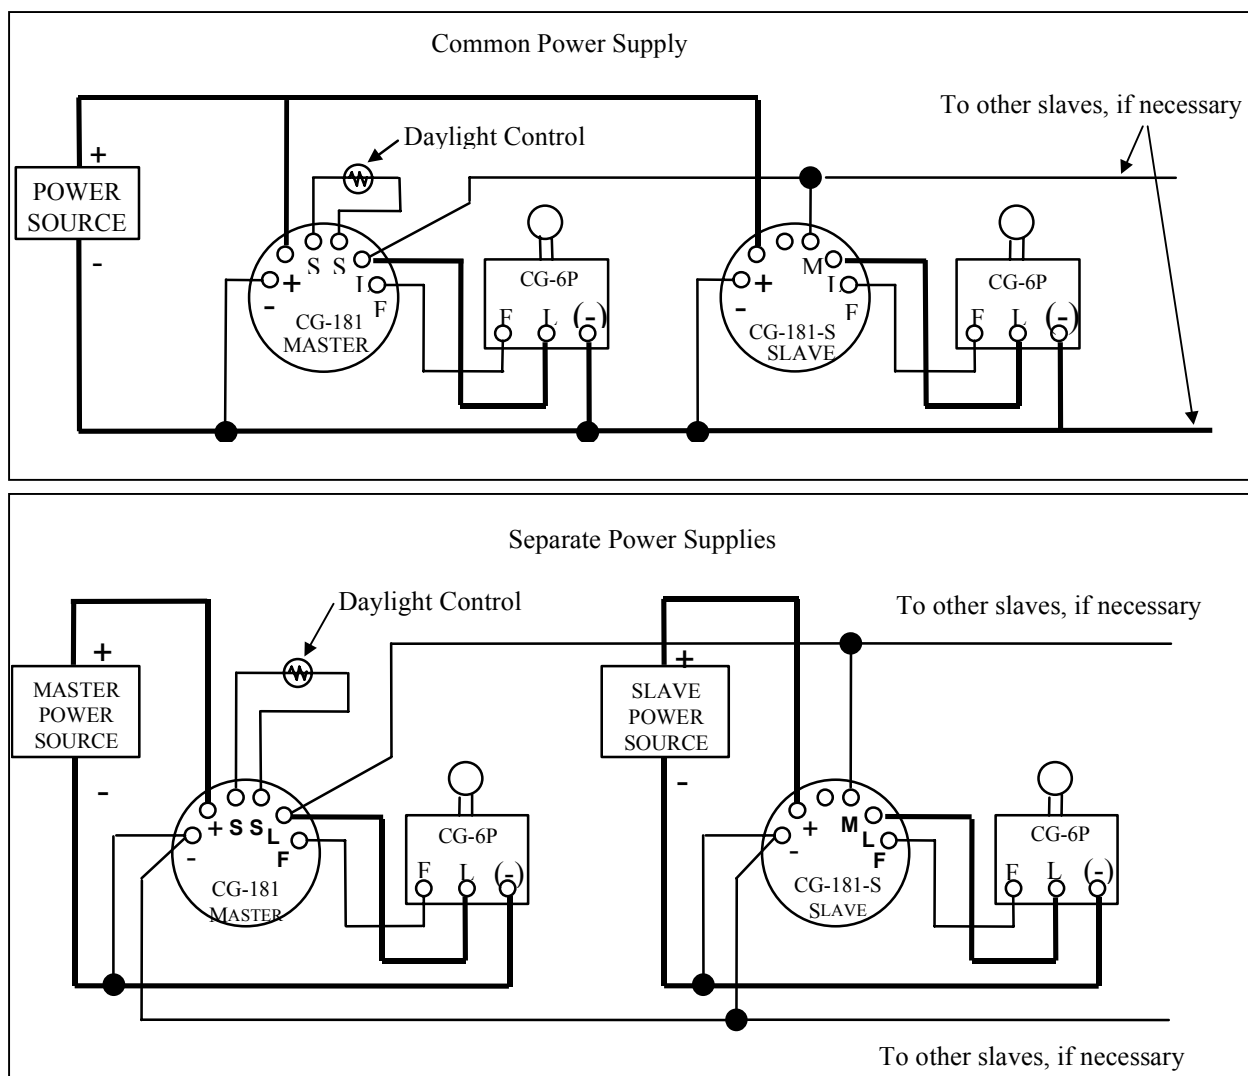 Common Power Supply
To other slaves, if necessary
Daylight Control
+
POWER
SOURCE
-
S S
L
F
+
-
CG-181
MASTER
CG-6P
F L (-)
M
L
F
+
-
CG-181-S
SLAVE
CG-6P
F L (-)
Separate Power Supplies
Daylight Control
To other slaves, if necessary
+
MASTER
POWER
SOURCE
-
+ S S L
F
-
CG-181
MASTER
CG-6P
F L (-)
+
SLAVE
POWER
SOURCE
-
+ M L
F
-
CG-181-S
SLAVE
CG-6P
F L (-)
To other slaves, if necessary